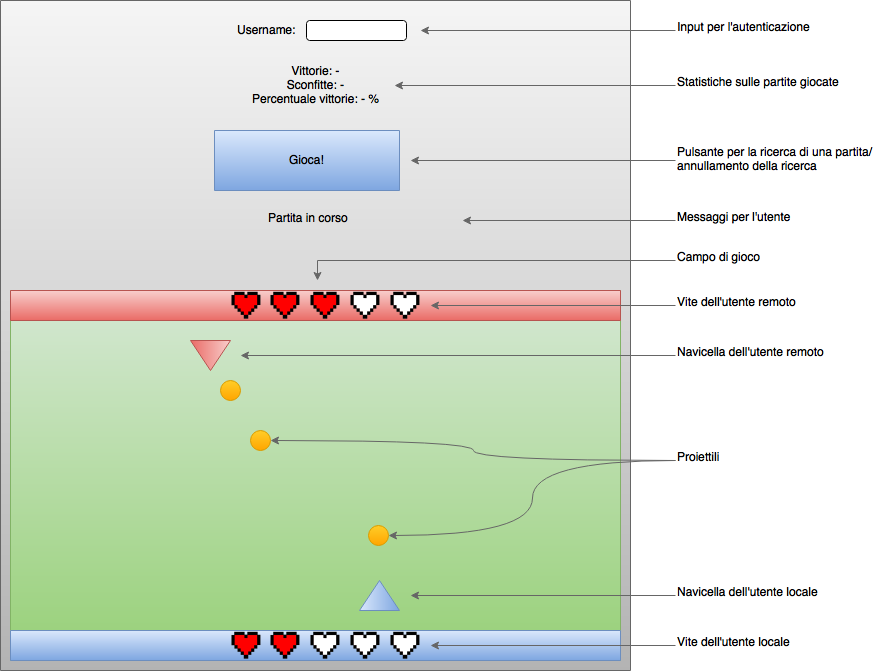 Username:
Input per l'autenticazione
Vittorie: -
Sconfitte: -
Percentuale vittorie: - %
Statistiche sulle partite giocate
Gioca!
Pulsante per la ricerca di una partita/
annullamento della ricerca
Partita in corso
Messaggi per l'utente
Campo di gioco
Vite dell'utente remoto
Navicella dell'utente remoto
Proiettili
Navicella dell'utente locale
Vite dell'utente locale